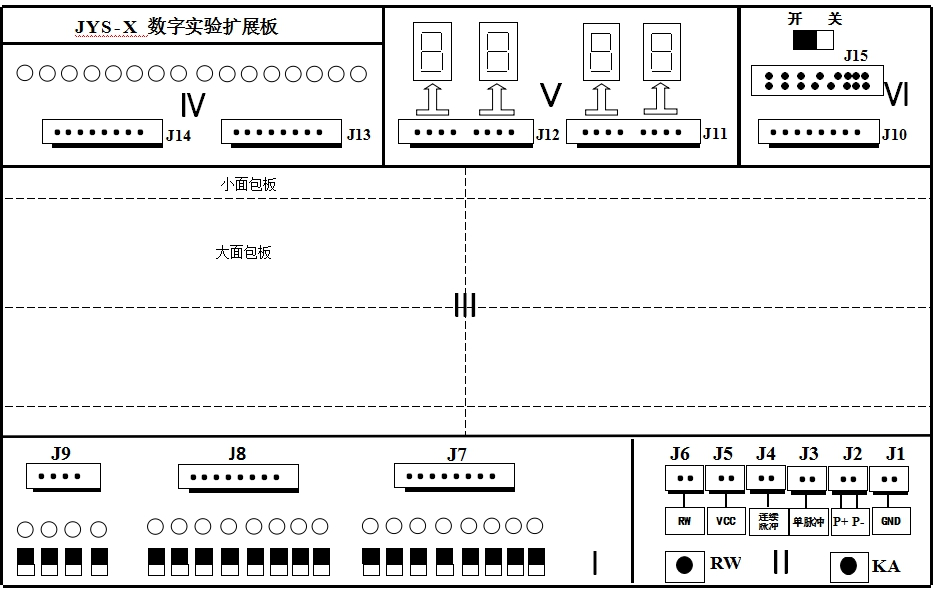 JYS-X 数字实验扩展板
开 关
J15
Ⅳ
Ⅴ
Ⅵ
J14
J13
J12
J11
J10
小面包板
大面包板
Ⅲ
J9
J8
J7
J6
J5
J4
J3
J2
J1
RW
VCC
连续
脉冲
单脉冲
P+ P-
GND
Ⅰ
RW
Ⅱ
KA